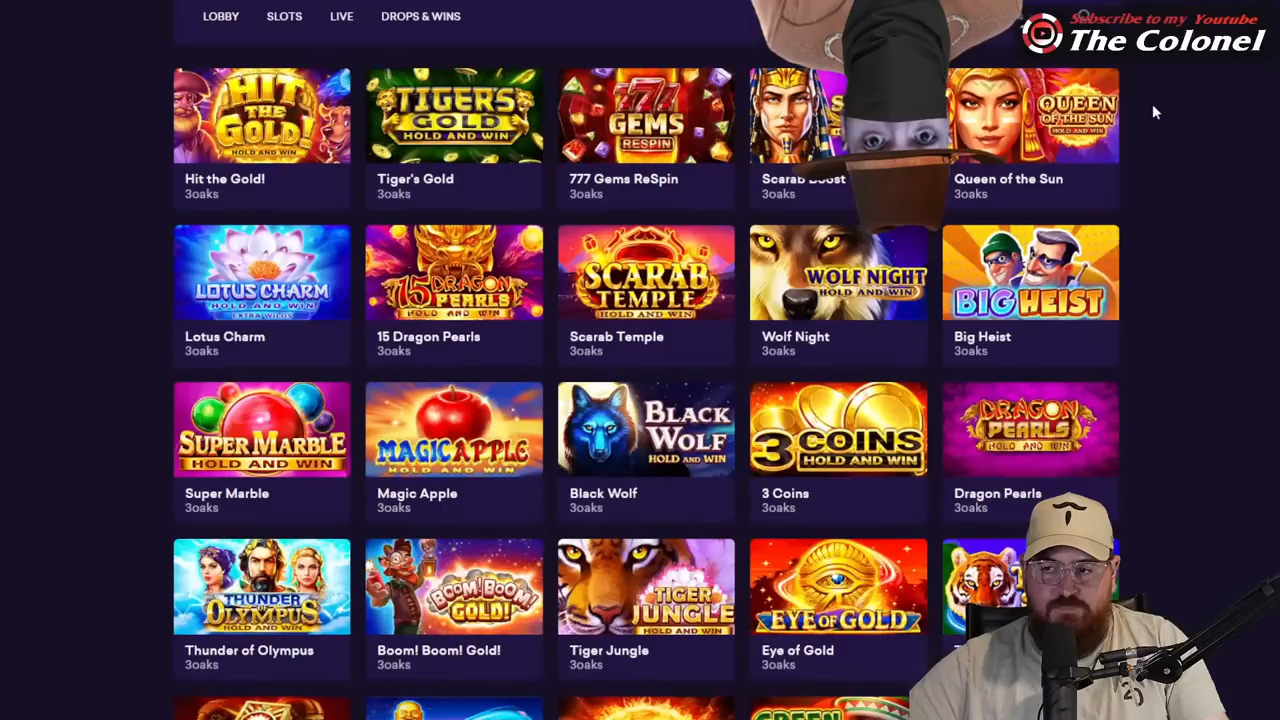 LOBBY SLOTS LIVE DROPS & WINS
Subscribe to my Youtube
The Colonel
HIT
THE
GOLD!
HOLD AND WIN
TIGER'S
GOLD
HOLD AND WIN
777
GEMS
RESPIN
QUEEN
OF THE SUN
HOLD AND WIN
Hit the Gold!
3oaks
Tiger's Gold
3oaks
777 Gems ReSpin
3oaks
Scarab Boost
3oaks
Queen of the Sun
3oaks
LOTUS CHARM
HOLD AND WIN
EXTRA WILDS
15 DRAGON
PEARLS
HOLD AND WIN
SCARAB
TEMPLE
HOLD AND WIN
WOLF NIGHT
HOLD AND WIN
BIG HEIST
Lotus Charm
3oaks
15 Dragon Pearls
3oaks
Scarab Temple
3oaks
Wolf Night
3oaks
Big Heist
3oaks
SUPER MARBLE
HOLD AND WIN
MAGIC APPLE
HOLD AND WIN
BLACK
WOLF
HOLD AND WIN
3 COINS
HOLD AND WIN
DRAGON
PEARLS
HOLD AND WIN
Super Marble
3oaks
Magic Apple
3oaks
Black Wolf
3oaks
3 Coins
3oaks
Dragon Pearls
3oaks
THUNDER
OF OLYMPUS
HOLD AND WIN
BOOM! BOOM!
GOLD!
TIGER
JUNGLE
HOLD AND WIN
EYE OF GOLD
Thunder of Olympus
3oaks
Boom! Boom! Gold!
3oaks
Tiger Jungle
3oaks
Eye of Gold
3oaks
GREEN